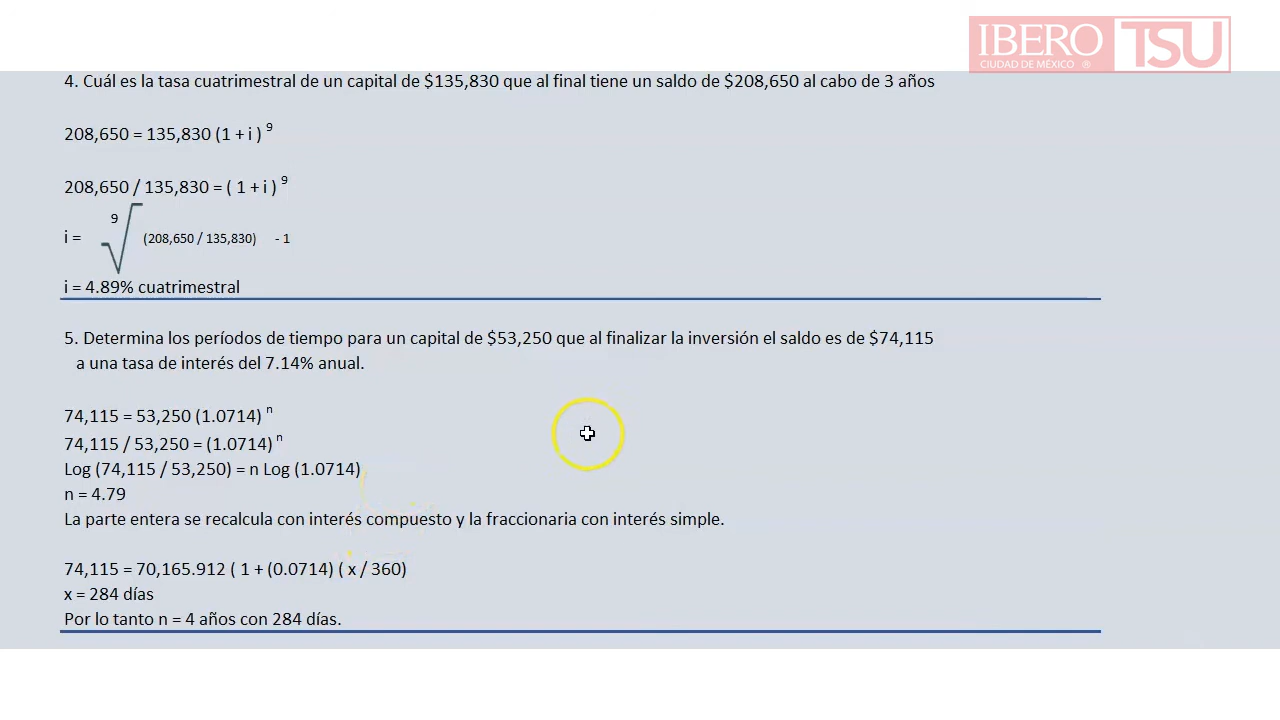 IBERO TSU
CIUDAD DE MÉXICO ®
4. Cuál es la tasa cuatrimestral de un capital de $135,830 que al final tiene un saldo de $208,650 al cabo de 3 años
208,650 = 135,830 (1 + i ) 9
208,650 / 135,830 = ( 1 + i ) 9
i = 9 √ (208,650 / 135,830) - 1
i = 4.89% cuatrimestral
5. Determina los períodos de tiempo para un capital de $53,250 que al finalizar la inversión el saldo es de $74,115
a una tasa de interés del 7.14% anual.
74,115 = 53,250 (1.0714) n
74,115 / 53,250 = (1.0714) n
Log (74,115 / 53,250) = n Log (1.0714)
n = 4.79
La parte entera se recalcula con interés compuesto y la fraccionaria con interés simple.
74,115 = 70,165.912 ( 1 + (0.0714) ( x / 360)
x = 284 días
Por lo tanto n = 4 años con 284 días.